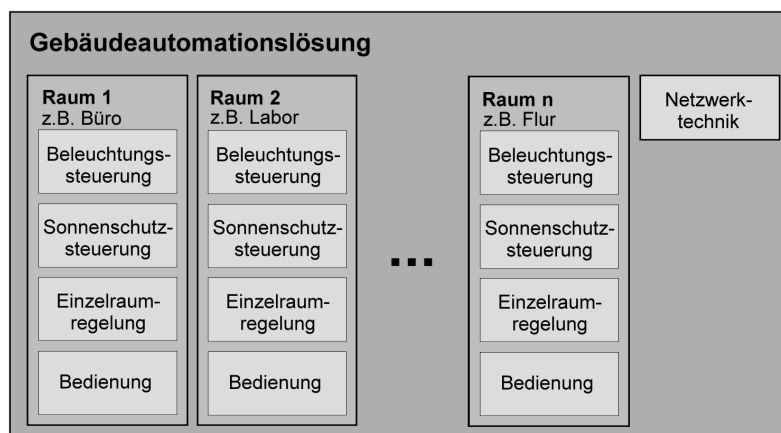 Gebäudeautomationslösung
Raum 1
z.B. Büro
Beleuchtungs-
steuerung
Sonnenschutz-
steuerung
Einzelraum-
regelung
Bedienung
Raum 2
z.B. Labor
Beleuchtungs-
steuerung
Sonnenschutz-
steuerung
Einzelraum-
regelung
Bedienung
...
Raum n
z.B. Flur
Beleuchtungs-
steuerung
Sonnenschutz-
steuerung
Einzelraum-
regelung
Bedienung
Netzwerk-
technik